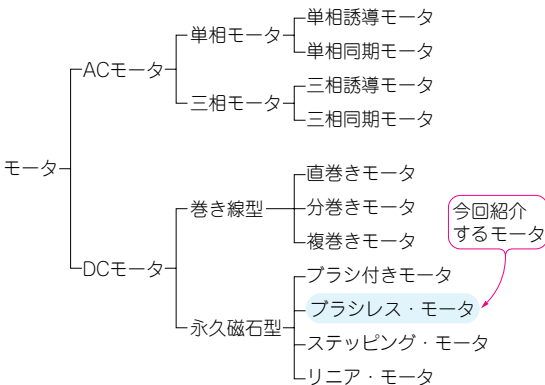 モータ
ACモータ
単相モータ
単相誘導モータ
単相同期モータ
三相モータ
三相誘導モータ
三相同期モータ
DCモータ
巻き線型
直巻きモータ
分巻きモータ
複巻きモータ
永久磁石型
ブラシ付きモータ
ブラシレス・モータ
ステッピング・モータ
リニア・モータ
今回紹介
するモータ